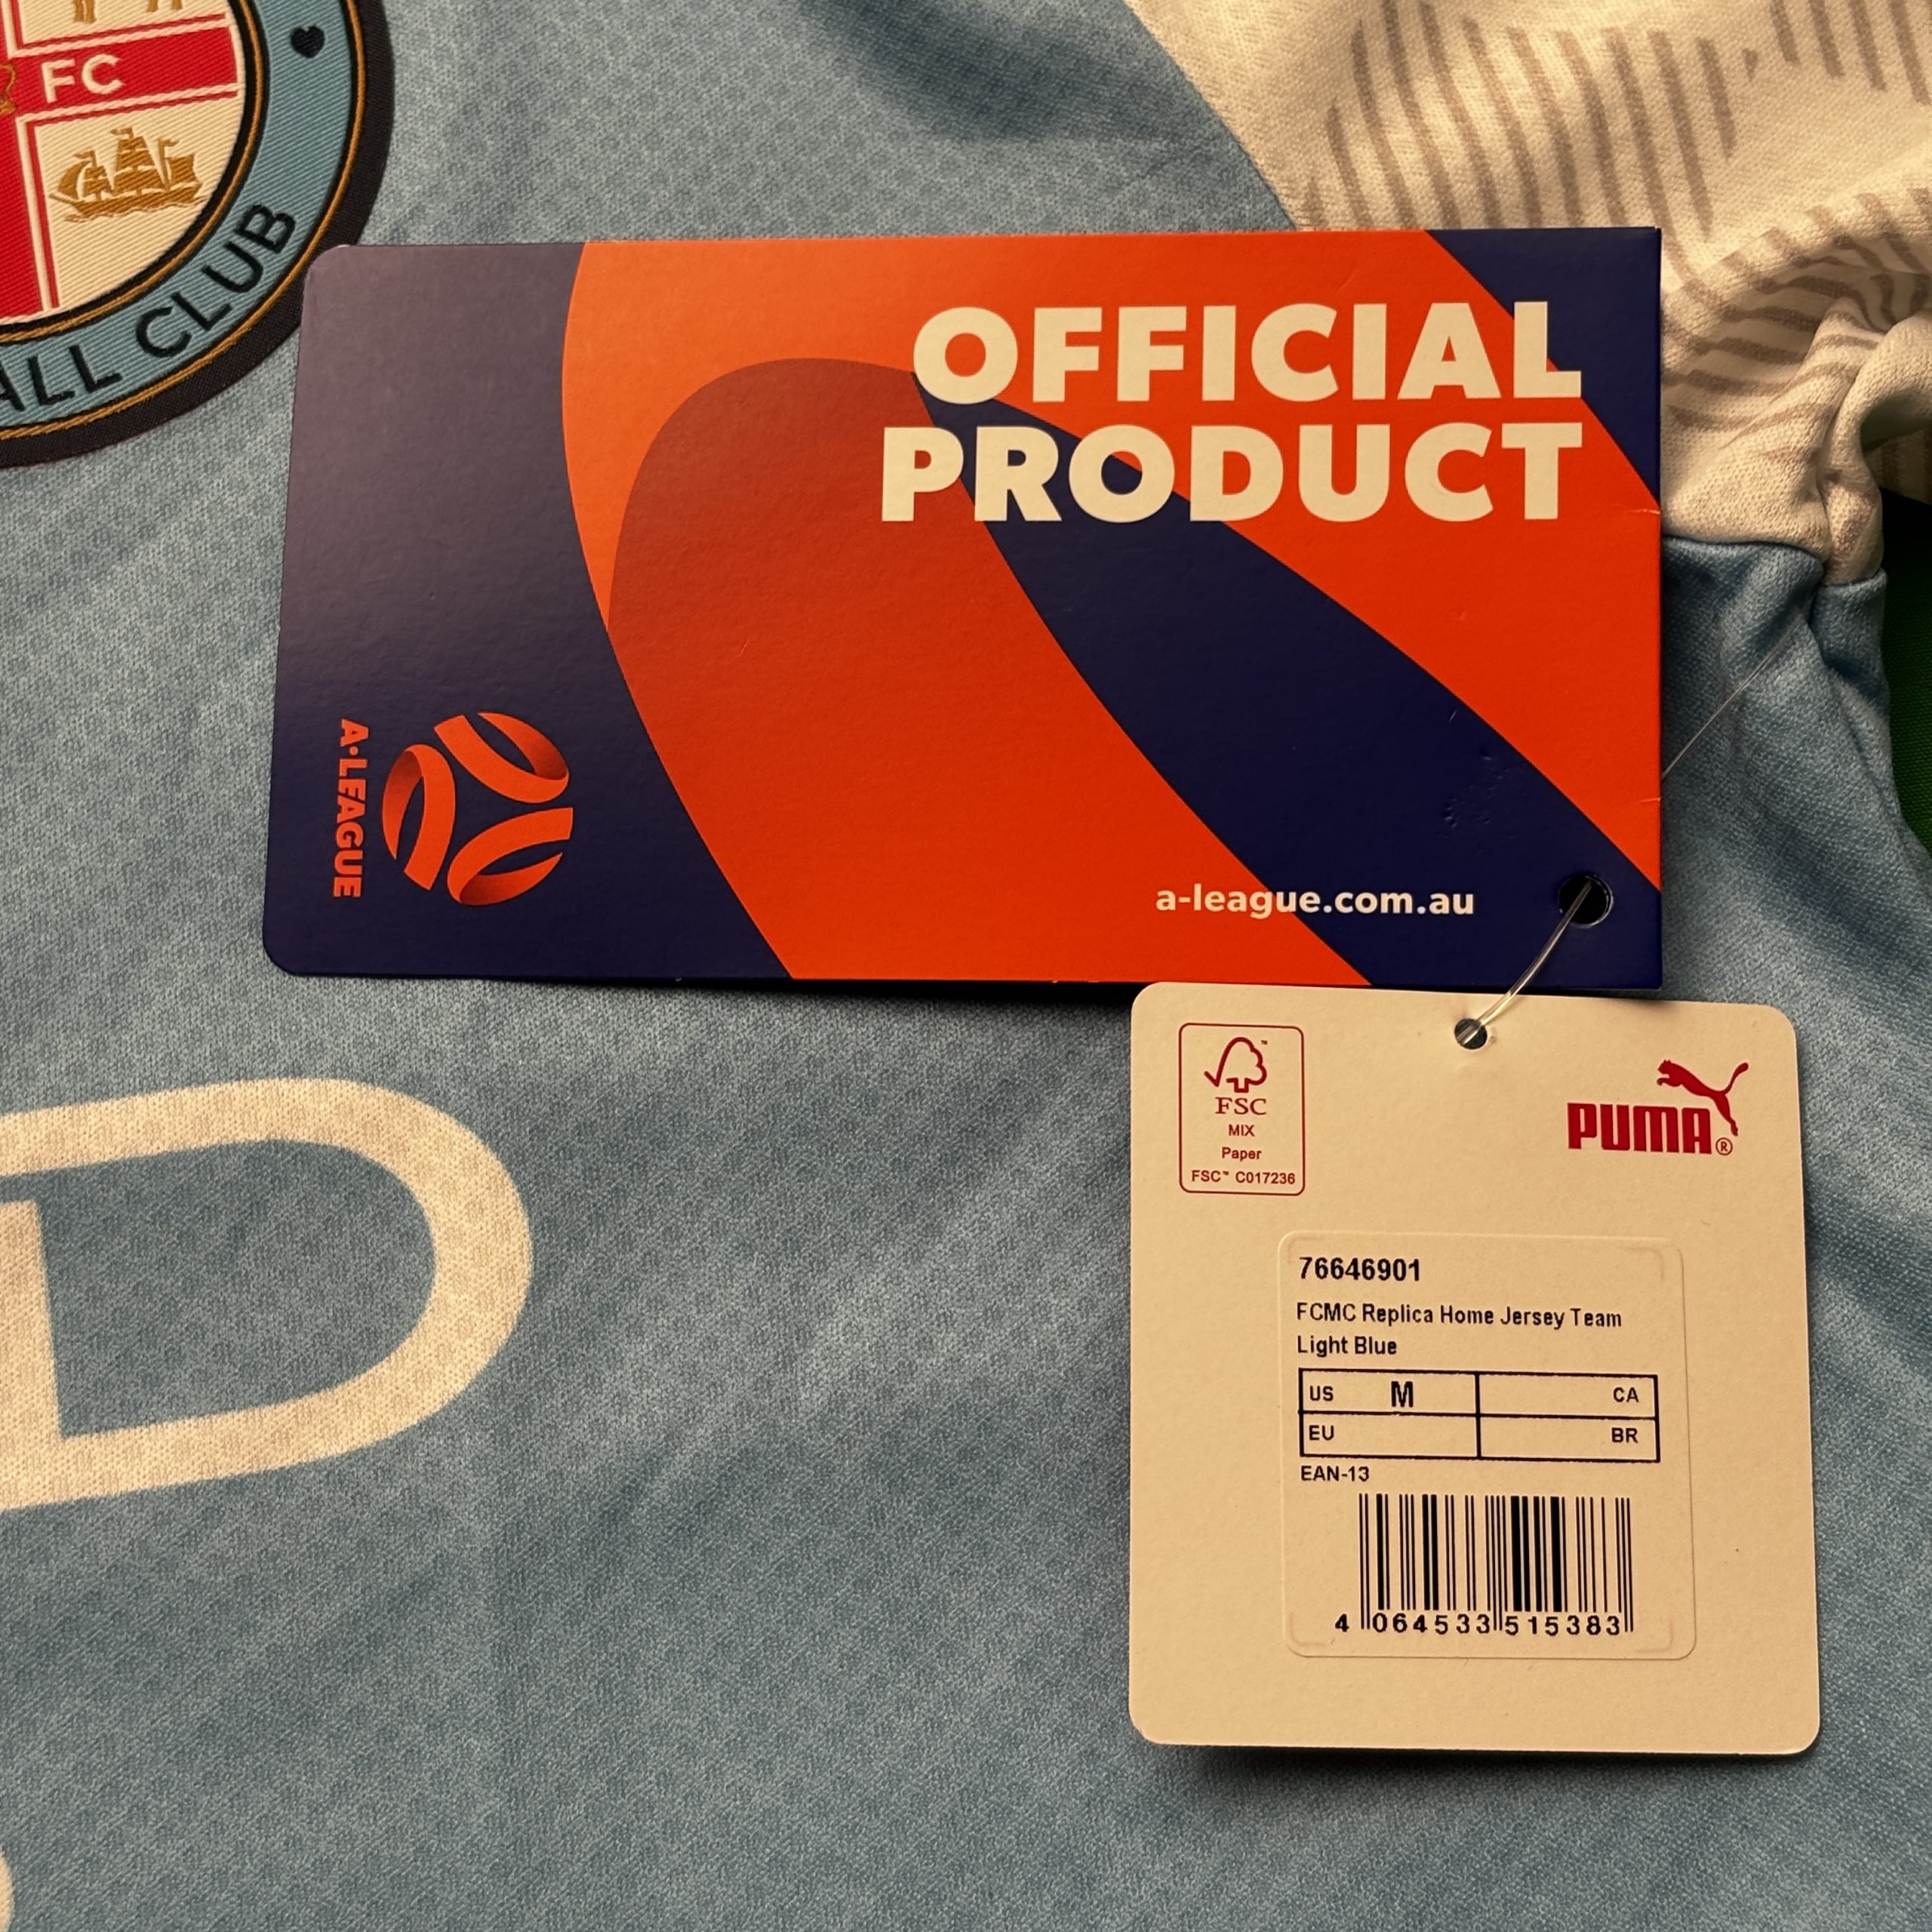 FC
ALL CLUB
OFFICIAL
PRODUCT
A-LEAGUE
a-league.com.au
FSC™
MIX
Paper
FSC™ C017236
PUMA®
76646901
FCMC Replica Home Jersey Team
Light Blue
US M CA
EU BR
EAN-13
4 064533 515383
D